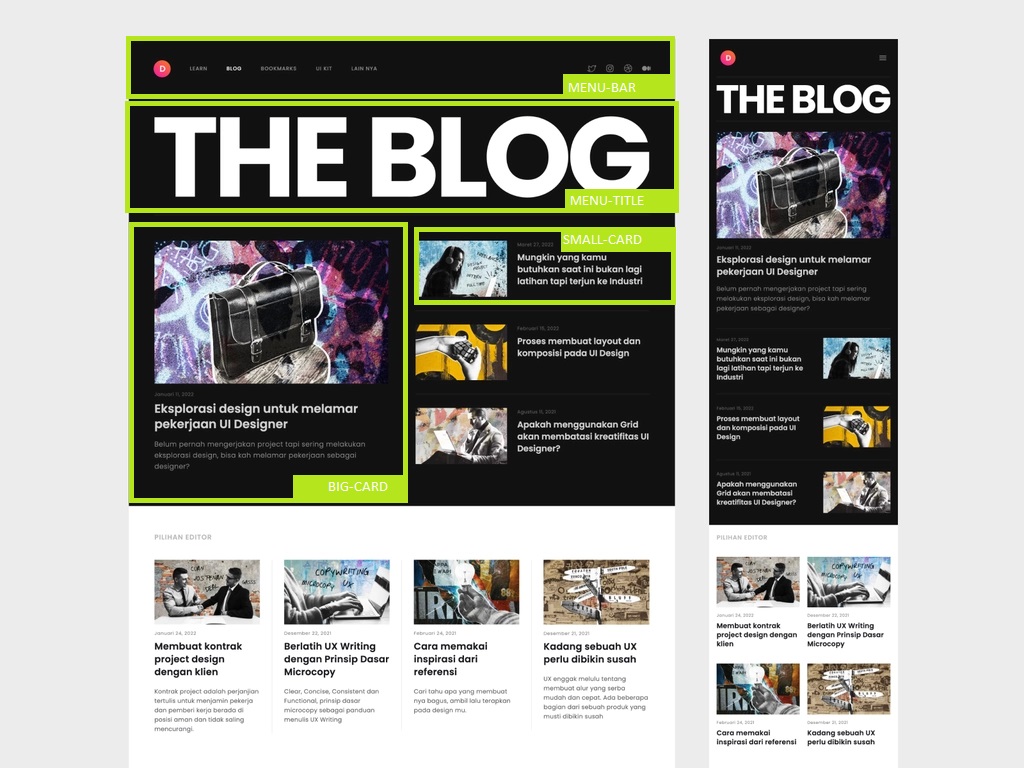 D
LEARN
BLOG
BOOKMARKS
UI KIT
LAIN NYA
MENU-BAR
THE BLOG
MENU-TITLE
Januari 11, 2022
Eksplorasi design untuk melamar
pekerjaan UI Designer
Belum pernah mengerjakan project tapi sering melakukan
eksplorasi design, bisa kah melamar pekerjaan sebagai
designer?
BIG-CARD
SMALL-CARD
Maret 27, 2022
Mungkin yang kamu
butuhkan saat ini bukan lagi
latihan tapi terjun ke Industri
Februari 15, 2022
Proses membuat layout dan
komposisi pada UI Design
Agustus 11, 2021
Apakah menggunakan Grid
akan membatasi kreatifitas UI
Designer?
PILIHAN EDITOR
Januari 24, 2022
Membuat kontrak
project design
dengan klien
Kontrak project adalah perjanjian
tertulis untuk menjamin pekerja
dan pemberi kerja berada di
posisi aman dan tidak saling
mencurangi.
COPYWRITING
MICROCOPY UX
Desember 22, 2021
Berlatih UX Writing
dengan Prinsip Dasar
Microcopy
Clear, Concise, Consistent dan
Functional, prinsip dasar
microcopy sebagai panduan
menulis UX Writing
Februari 24, 2021
Cara memakai
inspirasi dari
referensi
Cari tahu apa yang membuat
nya bagus, ambil lalu terapkan
pada design mu.
Desember 21, 2021
Kadang sebuah UX
perlu dibikin susah
UX enggak melulu tentang
membuat alur yang serba
mudah dan cepat. Ada beberapa
bagian dari sebuah produk yang
musti dibikin susah
D
THE BLOG
Januari 11, 2022
Eksplorasi design untuk melamar
pekerjaan UI Designer
Belum pernah mengerjakan project tapi sering
melakukan eksplorasi design, bisa kah melamar
pekerjaan sebagai designer?
Maret 27, 2022
Mungkin yang kamu
butuhkan saat ini bukan
lagi latihan tapi terjun ke
Industri
Februari 15, 2022
Proses membuat layout
dan komposisi pada UI
Design
Agustus 11, 2021
Apakah menggunakan
Grid akan membatasi
kreatifitas UI Designer?
PILIHAN EDITOR
Januari 24, 2022
Membuat kontrak
project design dengan
klien
COPYWRITING
MICROCOPY UX
Desember 22, 2021
Berlatih UX Writing
dengan Prinsip Dasar
Microcopy
Februari 24, 2021
Cara memakai
inspirasi dari referensi
Desember 21, 2021
Kadang sebuah UX
perlu dibikin susah